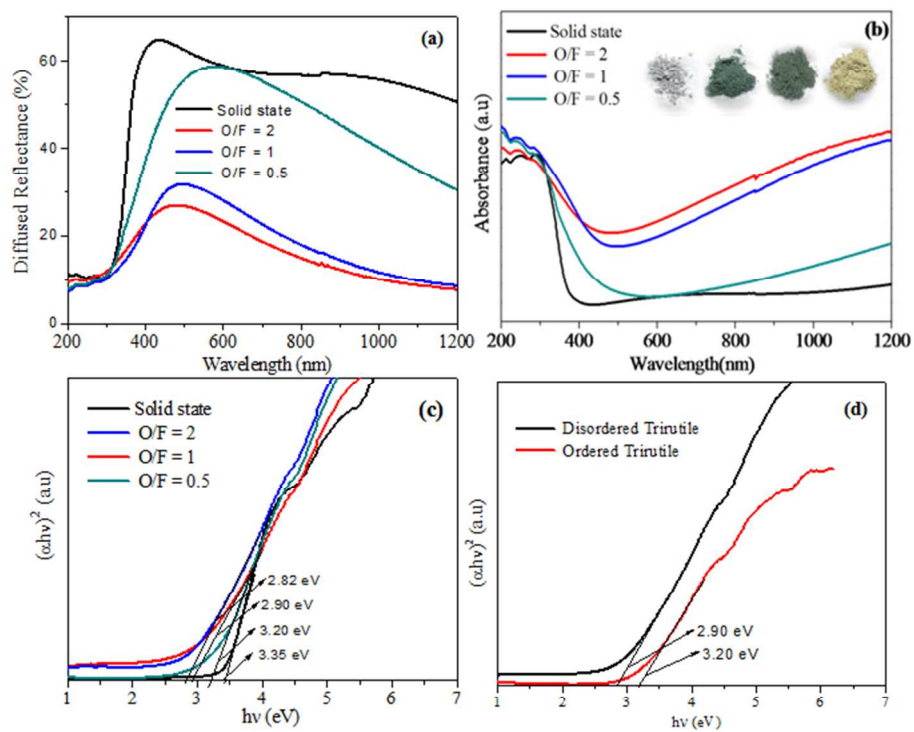 (a)
Diffused Reflectance (%)
60
40
20
0
Solid state
O/F = 2
O/F = 1
O/F = 0.5
200 400 600 800 1000 1200
Wavelength (nm)
(b)
Absorbance (a.u)
Solid state
O/F = 2
O/F = 1
O/F = 0.5
200 400 600 800 1000 1200
Wavelength(nm)
(c)
(αhν)² (au)
Solid state
O/F = 2
O/F = 1
O/F = 0.5
2.82 eV
2.90 eV
3.20 eV
3.35 eV
1 2 3 4 5 6 7
hν (eV)
(d)
(αhν)² (a.u)
Disordered Trirutile
Ordered Trirutile
2.90 eV
3.20 eV
1 2 3 4 5 6 7
hν (eV)